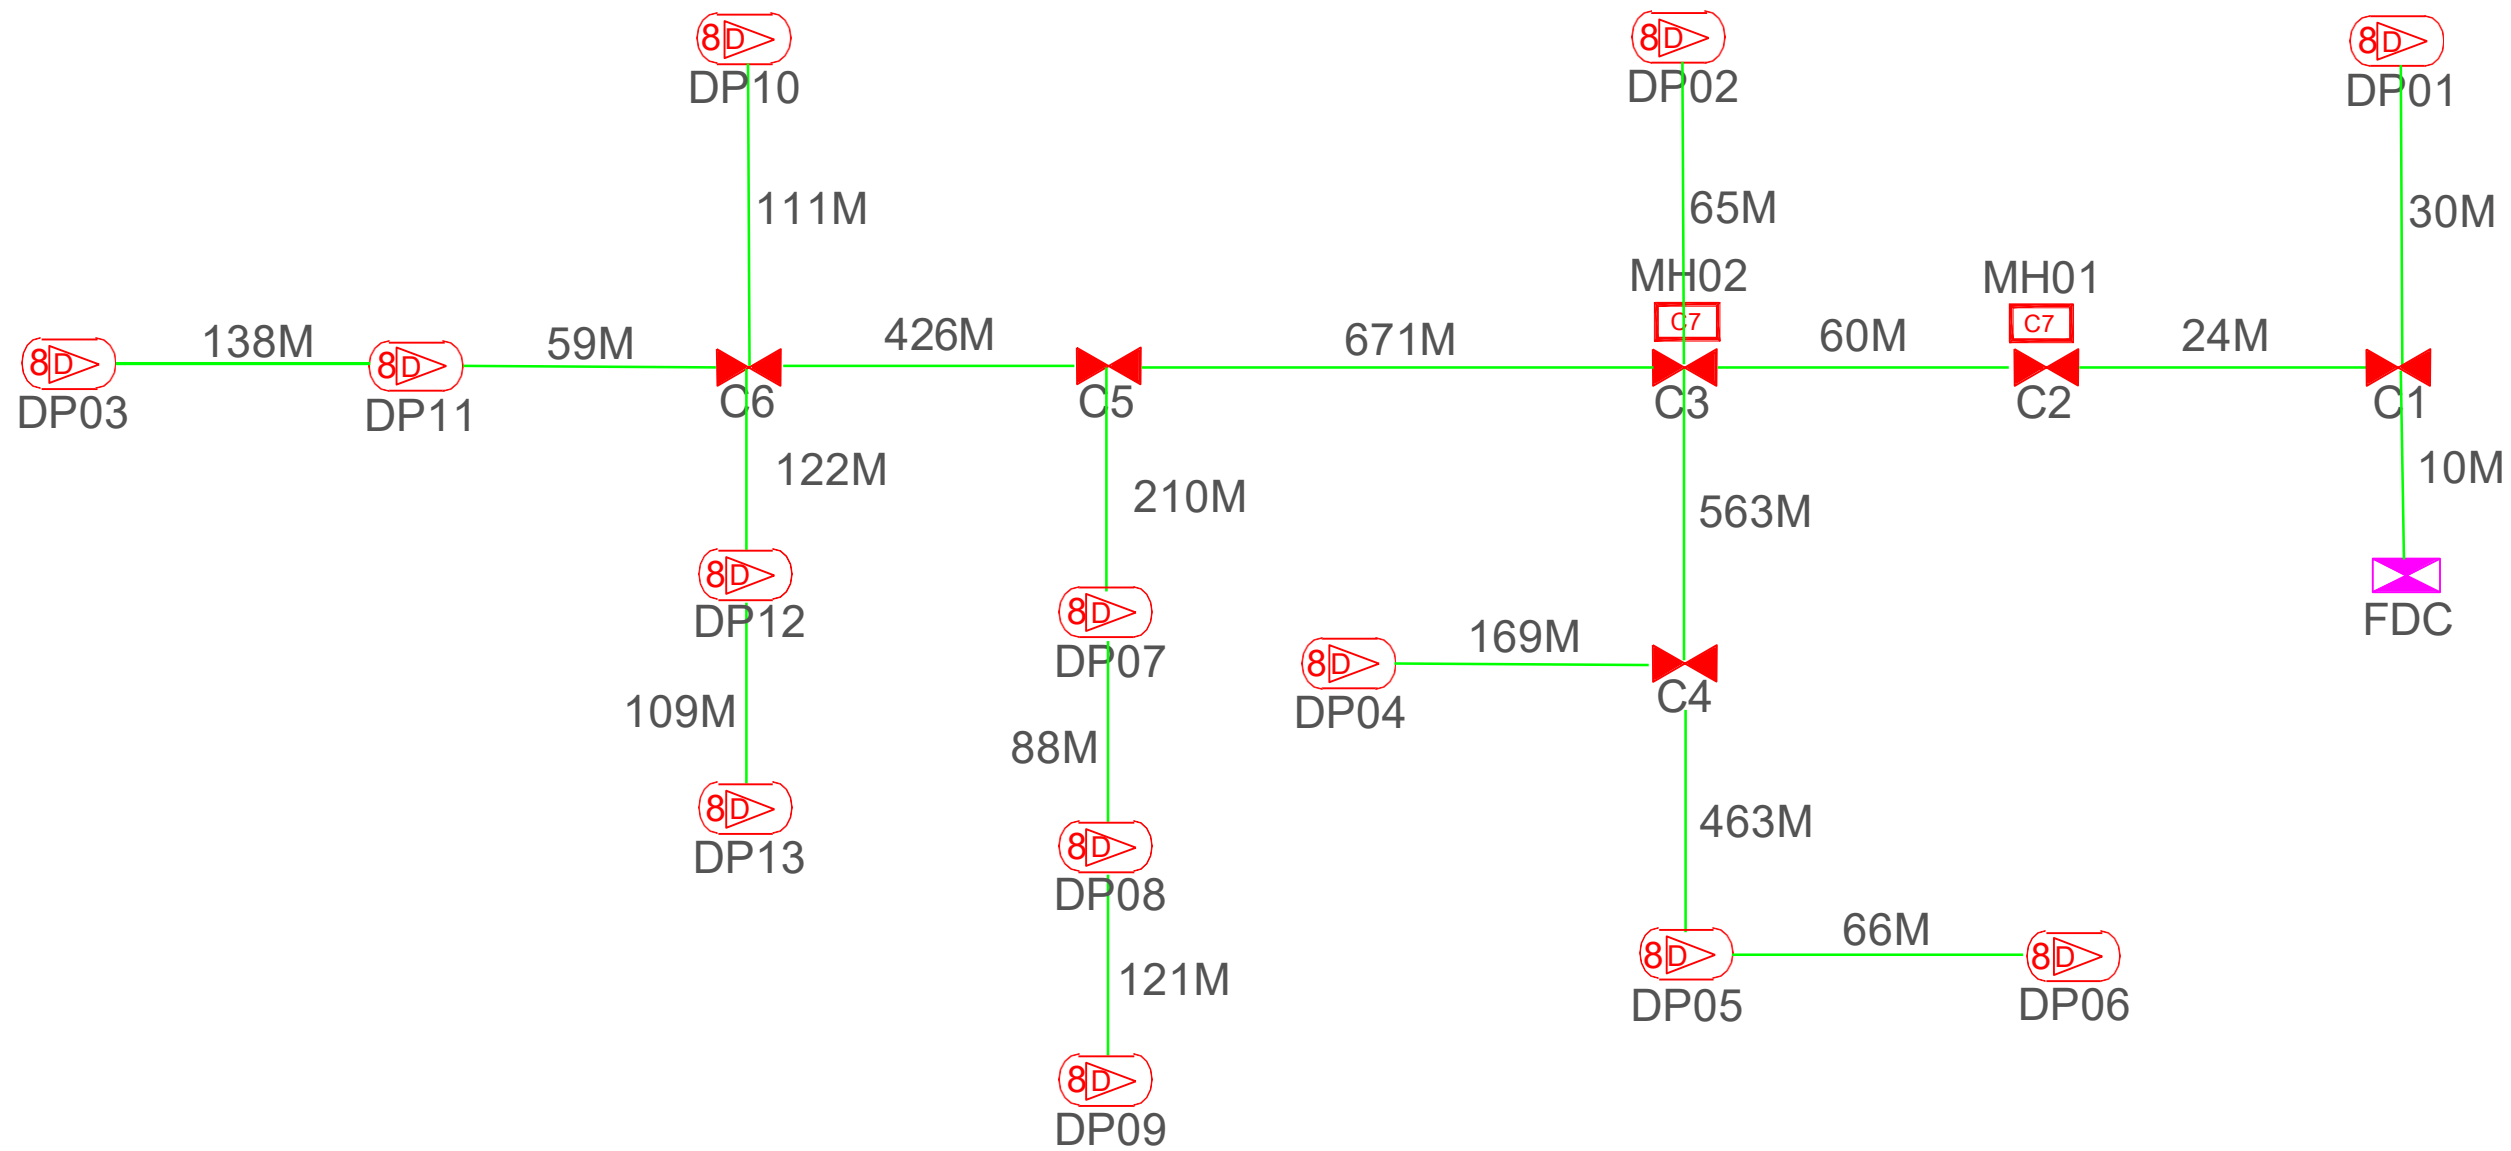 8D
DP10
8D
DP02
8D
DP01
111M
65M
30M
MH02
C7
MH01
C7
8D
DP03
138M
8D
DP11
59M
C6
426M
C5
671M
C3
60M
C2
24M
C1
122M
210M
563M
10M
8D
DP12
8D
DP07
169M
8D
DP04
C4
FDC
109M
88M
463M
8D
DP13
8D
DP08
121M
8D
DP05
66M
8D
DP06
8D
DP09